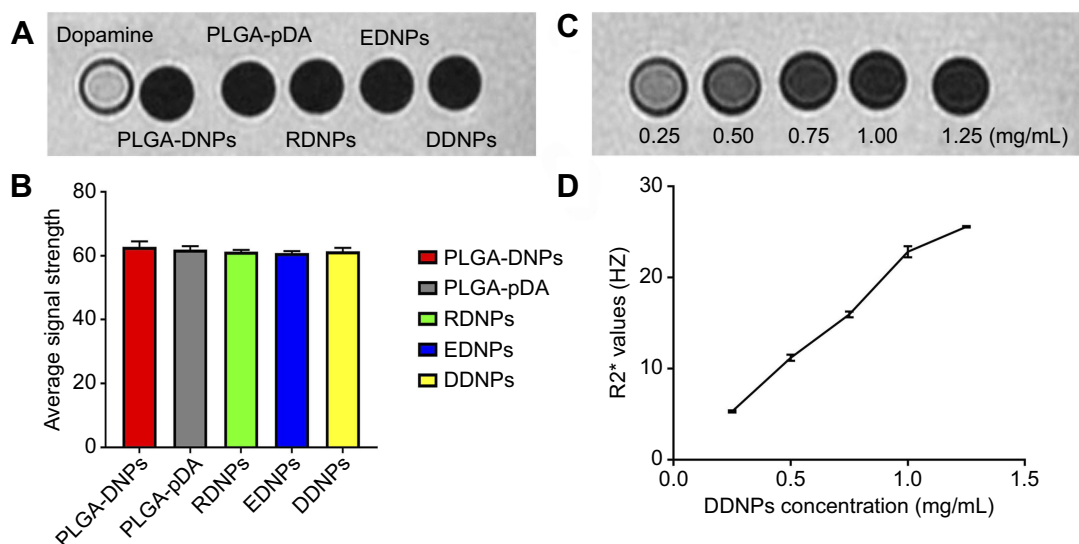 A
Dopamine PLGA-pDA EDNPs
PLGA-DNPs RDNPs DDNPs
B
80
60
40
20
0
Average signal strength
PLGA-DNPs
PLGA-pDA
RDNPs
EDNPs
DDNPs
PLGA-DNPs
PLGA-pDA
RDNPs
EDNPs
DDNPs
C
0.25 0.50 0.75 1.00 1.25 (mg/mL)
D
30
20
10
0
R2* values (HZ)
0.0 0.5 1.0 1.5
DDNPs concentration (mg/mL)